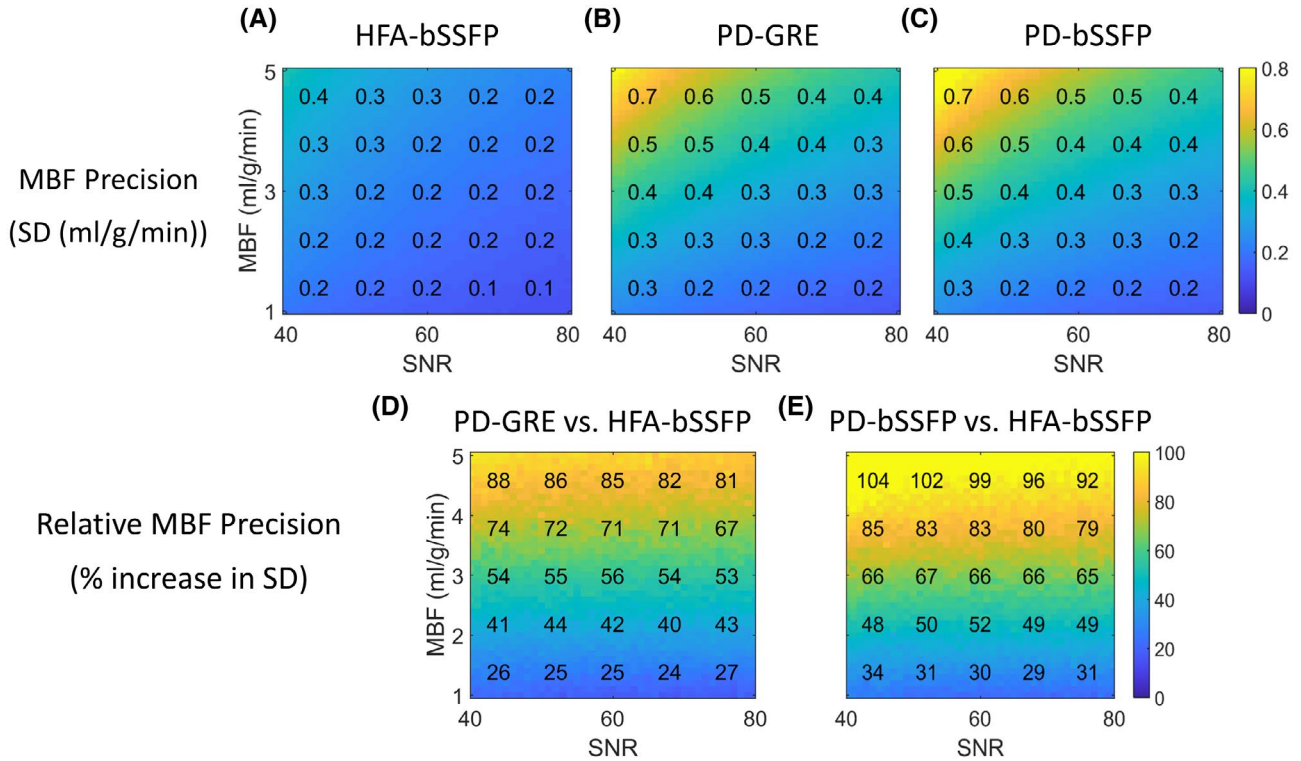 (A) (B) (C)
HFA-bSSFP PD-GRE PD-bSSFP
MBF Precision
(SD (ml/g/min))
MBF (ml/g/min)
5
3
1
0.4 0.3 0.3 0.2 0.2
0.3 0.3 0.2 0.2 0.2
0.3 0.2 0.2 0.2 0.2
0.2 0.2 0.2 0.2 0.2
0.2 0.2 0.2 0.1 0.1
40 60 80
SNR
0.7 0.6 0.5 0.4 0.4
0.5 0.5 0.4 0.4 0.3
0.4 0.4 0.3 0.3 0.3
0.3 0.3 0.3 0.2 0.2
0.3 0.2 0.2 0.2 0.2
40 60 80
SNR
0.7 0.6 0.5 0.5 0.4
0.6 0.5 0.4 0.4 0.4
0.5 0.4 0.4 0.3 0.3
0.4 0.3 0.3 0.3 0.2
0.3 0.2 0.2 0.2 0.2
40 60 80
SNR
0.8
0.6
0.4
0.2
0
(D) (E)
PD-GRE vs. HFA-bSSFP PD-bSSFP vs. HFA-bSSFP
Relative MBF Precision
(% increase in SD)
MBF (ml/g/min)
5
4
3
2
1
88 86 85 82 81
74 72 71 71 67
54 55 56 54 53
41 44 42 40 43
26 25 25 24 27
40 60 80
SNR
104 102 99 96 92
85 83 83 80 79
66 67 66 66 65
48 50 52 49 49
34 31 30 29 31
40 60 80
SNR
100
80
60
40
20
0